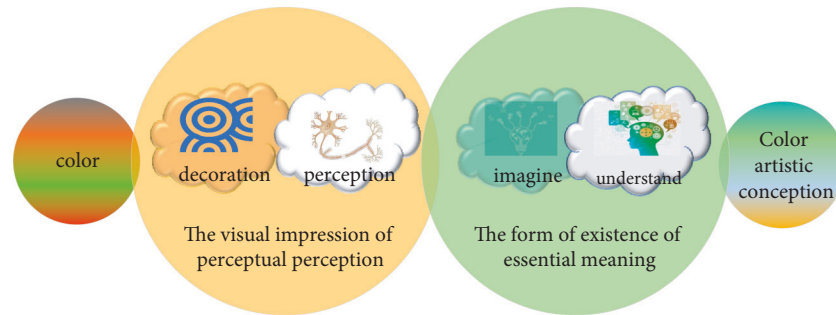 color
decoration
perception
The visual impression of
perceptual perception
imagine
understand
The form of existence of
essential meaning
Color
artistic
conception